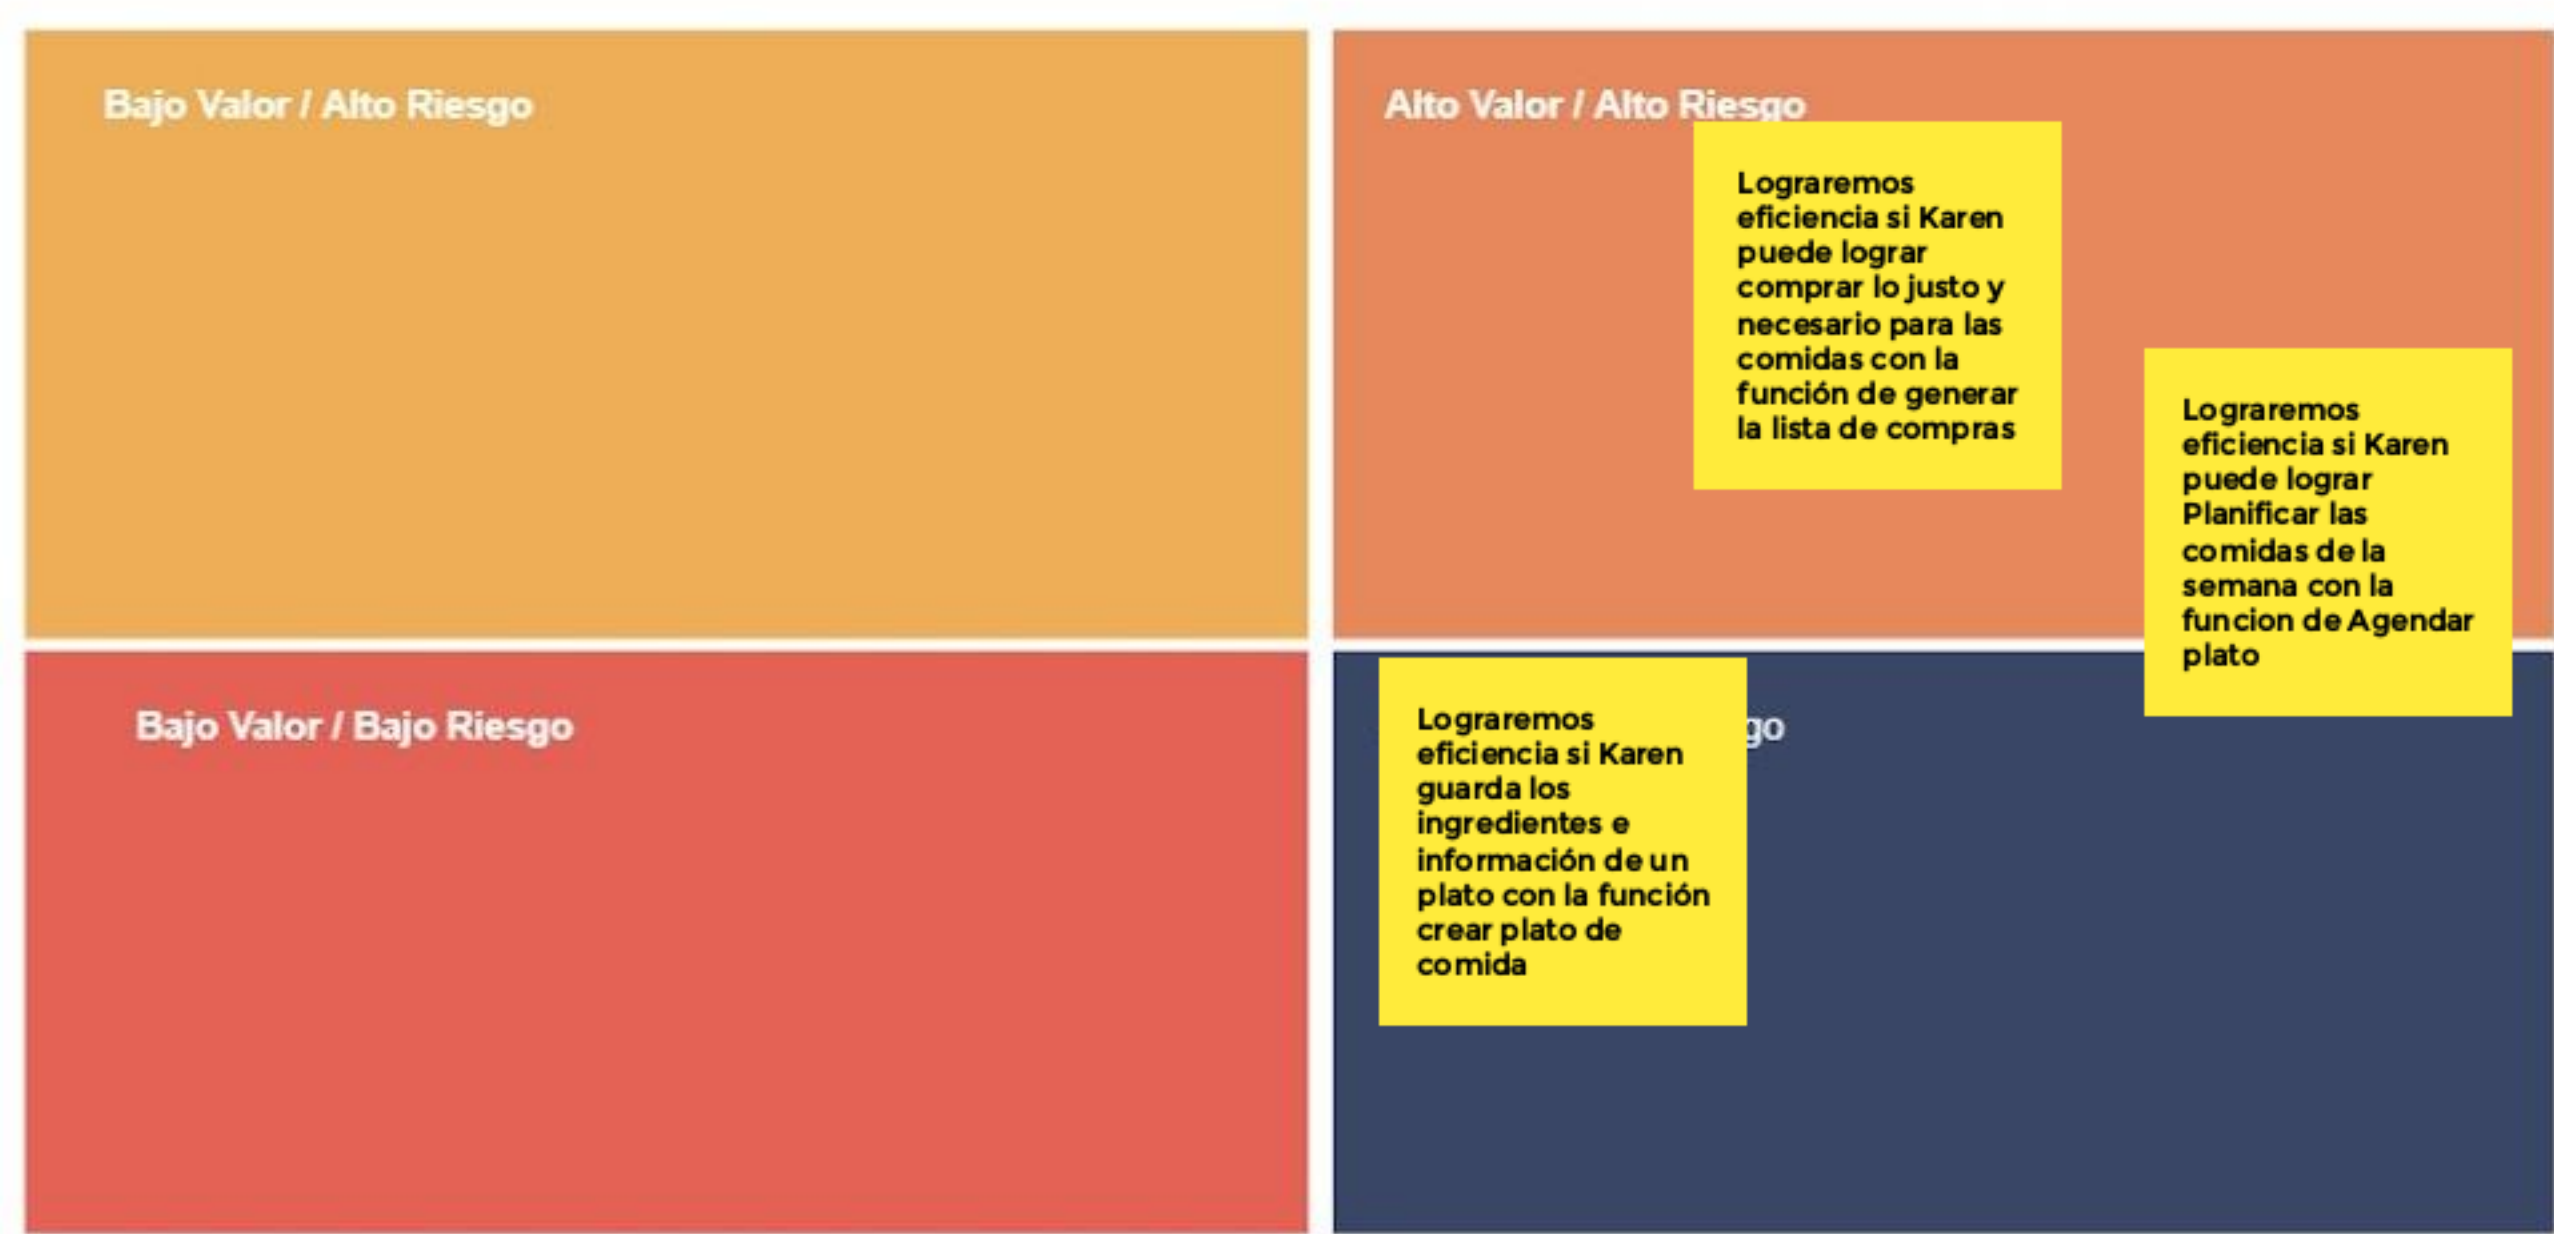 Bajo Valor / Alto Riesgo
Alto Valor / Alto Riesgo
Lograremos
eficiencia si Karen
puede lograr
comprar lo justo y
necesario para las
comidas con la
función de generar
la lista de compras
Lograremos
eficiencia si Karen
puede lograr
Planificar las
comidas de la
semana con la
funcion de Agendar
plato
Bajo Valor / Bajo Riesgo
go
Lograremos
eficiencia si Karen
guarda los
ingredientes e
información de un
plato con la función
crear plato de
comida